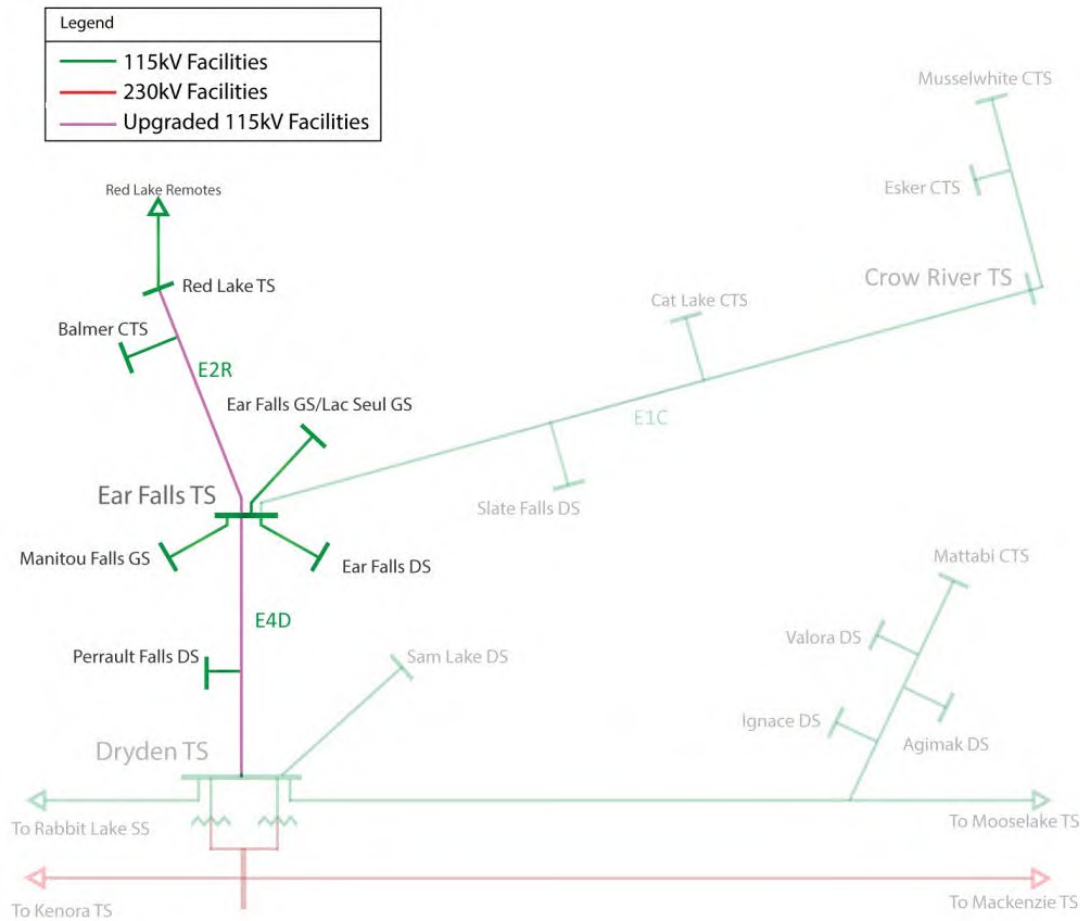 Legend
115kV Facilities
230kV Facilities
Upgraded 115kV Facilities
Musselwhite CTS
Esker CTS
Red Lake Remotes
Red Lake TS
Crow River TS
Cat Lake CTS
Balmer CTS
E2R
Ear Falls GS/Lac Seul GS
E1C
Ear Falls TS
Slate Falls DS
Manitou Falls GS
Ear Falls DS
Mattabi CTS
E4D
Valora DS
Perrault Falls DS
Sam Lake DS
Ignace DS
Agimak DS
Dryden TS
To Rabbit Lake SS
To Mooselake TS
To Kenora TS
To Mackenzie TS